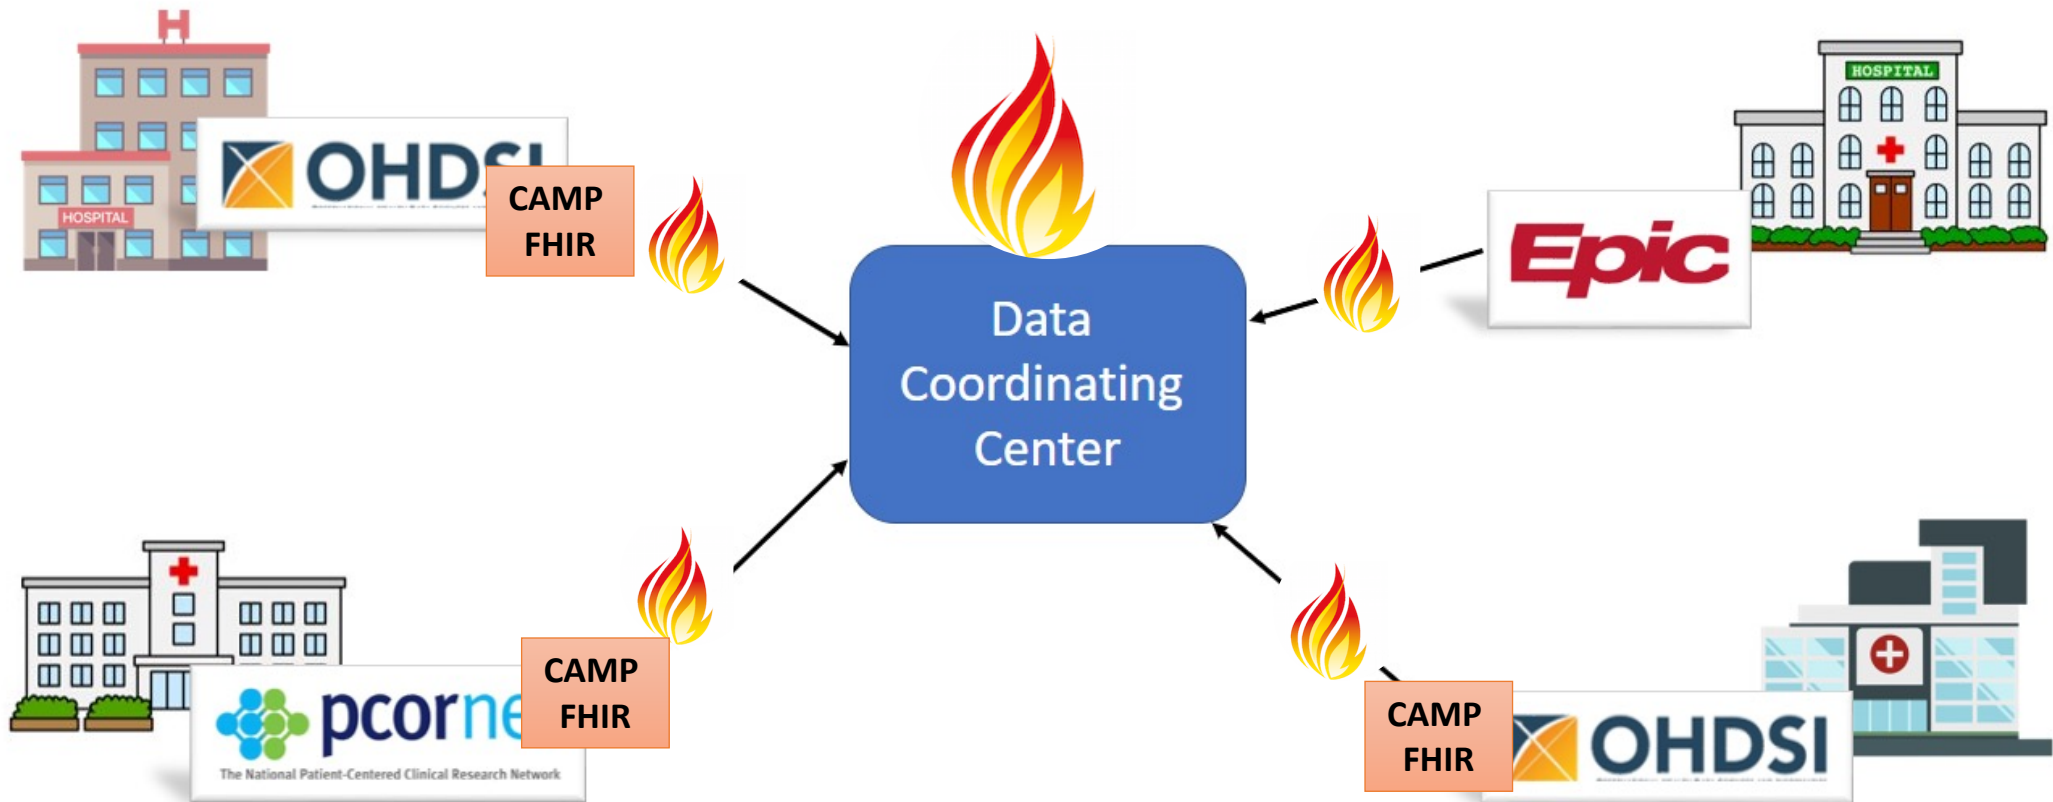 H
HOSPITAL
OHDSI
CAMP
FHIR
HOSPITAL
Epic
Data
Coordinating
Center
pcorne
The National Patient-Centered Clinical Research Network
CAMP
FHIR
CAMP
FHIR
OHDSI